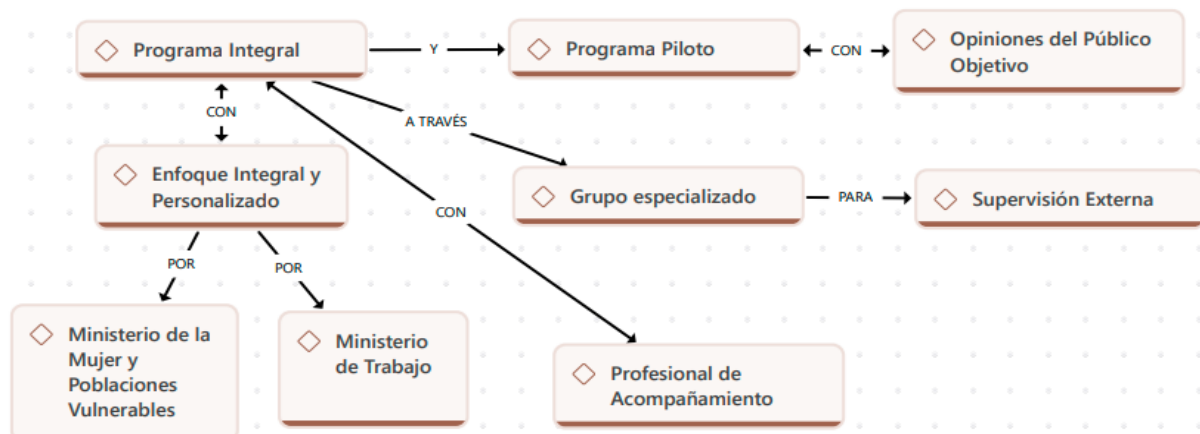 Programa Integral
Y
Programa Piloto
CON
Opiniones del Público
Objetivo
CON
A TRAVÉS
Enfoque Integral y
Personalizado
Grupo especializado
PARA
Supervisión Externa
CON
POR
POR
Ministerio de la
Mujer y
Poblaciones
Vulnerables
Ministerio
de Trabajo
Profesional de
Acompañamiento